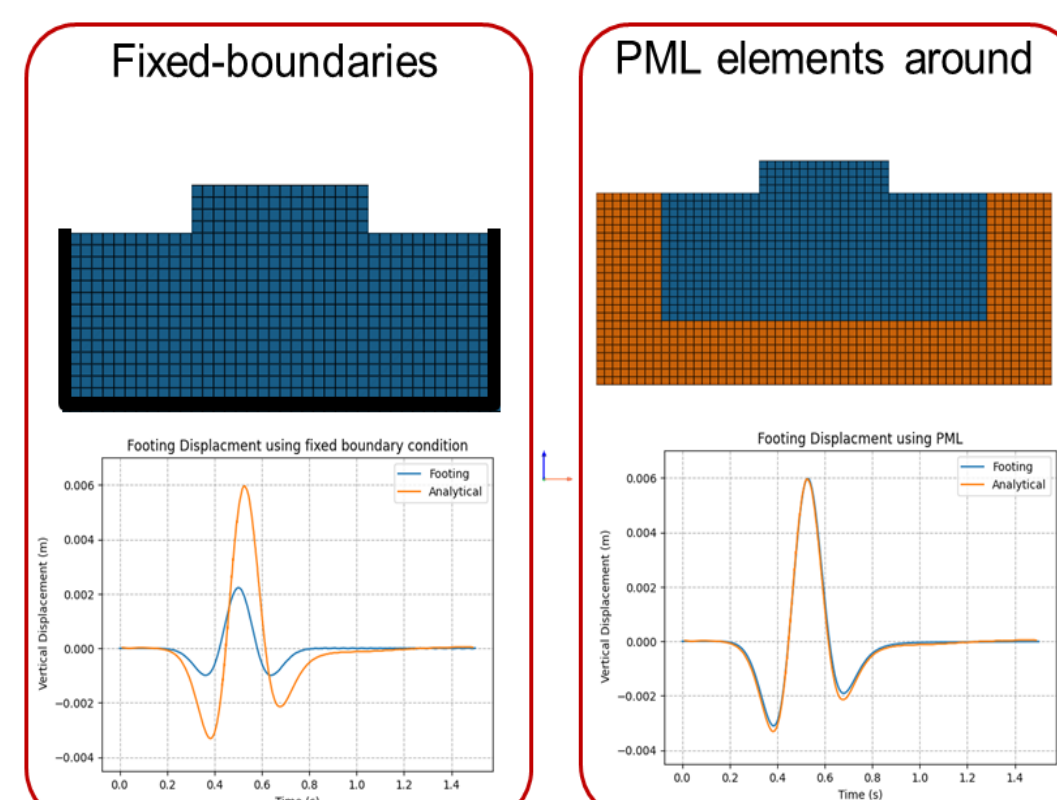 Fixed-boundaries
Footing Displacment using fixed boundary condition
Footing
Analytical
Vertical Displacement (m)
0.006
0.004
0.002
0.000
−0.002
−0.004
0.0 0.2 0.4 0.6 0.8 1.0 1.2 1.4
Time (s)
PML elements around
Footing Displacment using PML
Footing
Analytical
Vertical Displacement (m)
0.006
0.004
0.002
0.000
−0.002
−0.004
0.0 0.2 0.4 0.6 0.8 1.0 1.2 1.4
Time (s)